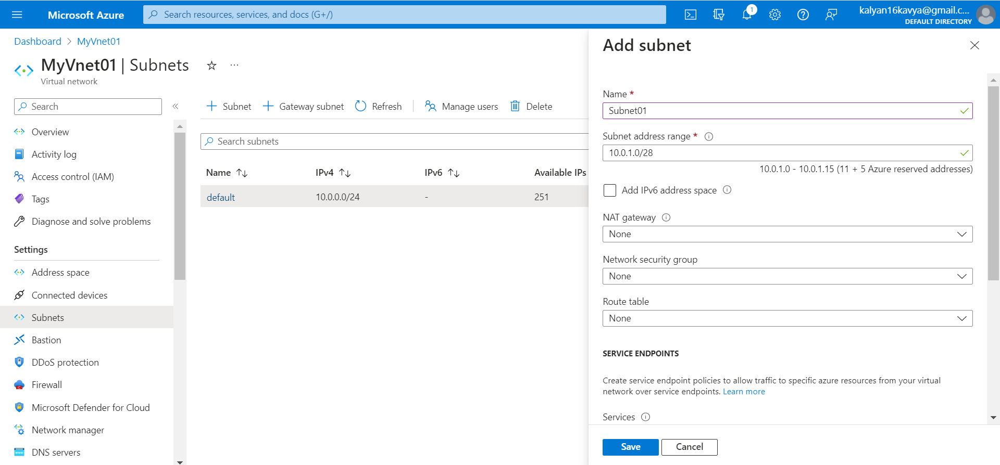 Microsoft Azure
Search resources, services, and docs (G+/)
1
kalyan16kavya@gmail.c...
DEFAULT DIRECTORY
Dashboard > MyVnet01
MyVnet01 | Subnets
Virtual network
Search
Overview
Activity log
Access control (IAM)
Tags
Diagnose and solve problems
Settings
Address space
Connected devices
Subnets
Bastion
DDoS protection
Firewall
Microsoft Defender for Cloud
Network manager
DNS servers
Subnet
Gateway subnet
Refresh
Manage users
Delete
Search subnets
Name IPv4 IPv6 Available IPs
default 10.0.0.0/24 - 251
Add subnet
Name *
Subnet01
Subnet address range *
10.0.1.0/28
10.0.1.0 - 10.0.1.15 (11 + 5 Azure reserved addresses)
Add IPv6 address space
NAT gateway
None
Network security group
None
Route table
None
SERVICE ENDPOINTS
Create service endpoint policies to allow traffic to specific azure resources from your virtual
network over service endpoints. Learn more
Services
Save
Cancel